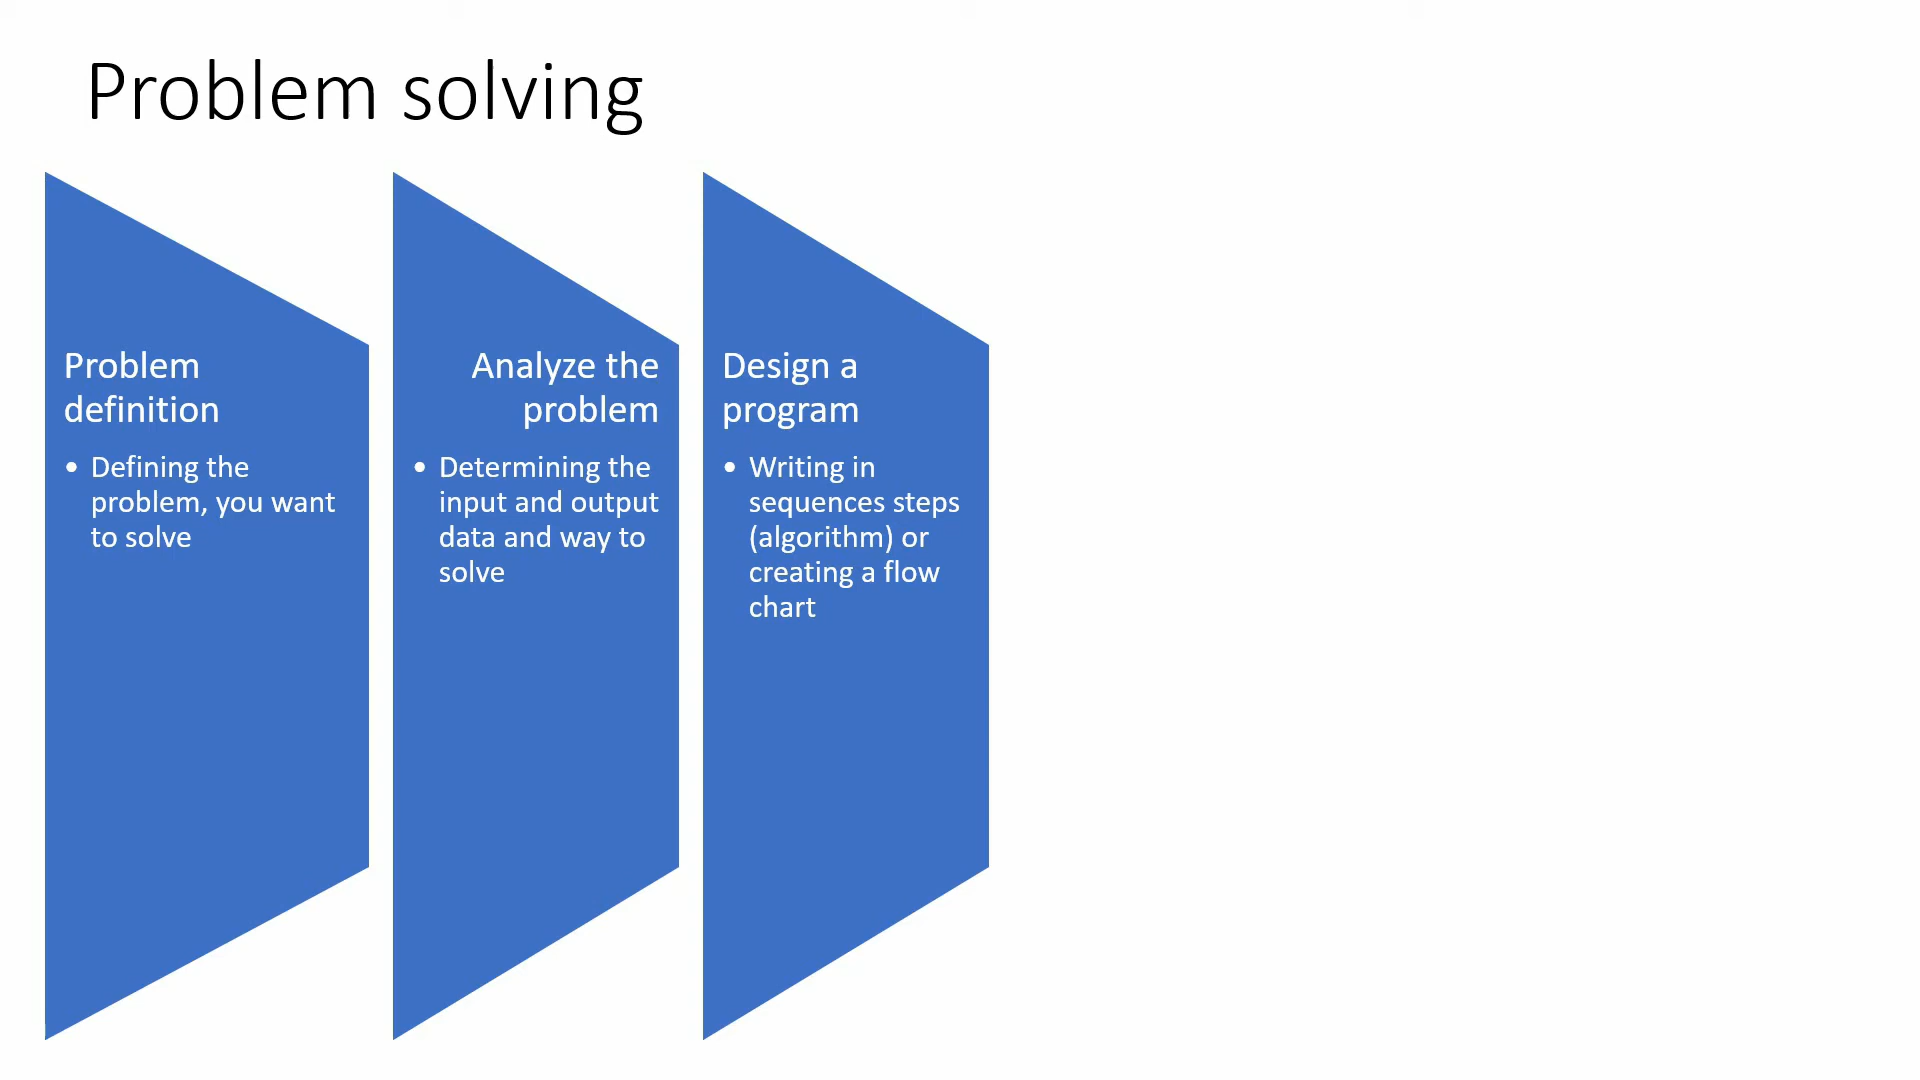 Problem solving
Problem
definition
• Defining the
problem, you want
to solve
Analyze the
problem
• Determining the
input and output
data and way to
solve
Design a
program
• Writing in
sequences steps
(algorithm) or
creating a flow
chart